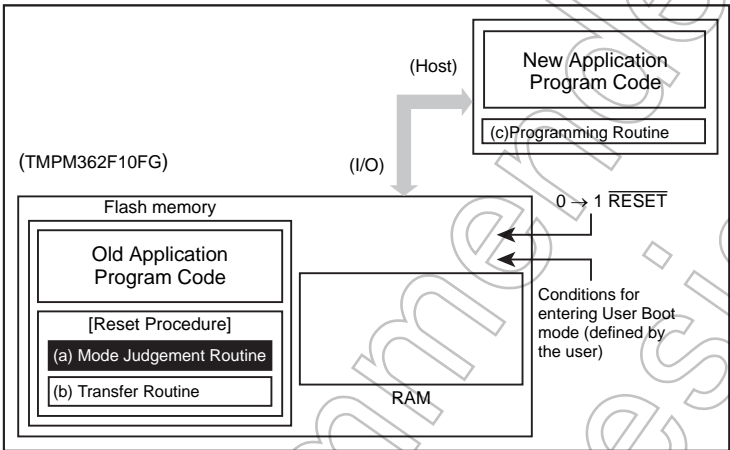 (Host)
New Application
Program Code
(c)Programming Routine
(TMPM362F10FG)
(I/O)
0 → 1 RESET
Flash memory
Old Application
Program Code
[Reset Procedure]
(a) Mode Judgement Routine
(b) Transfer Routine
RAM
Conditions for
entering User Boot
mode (defined by
the user)